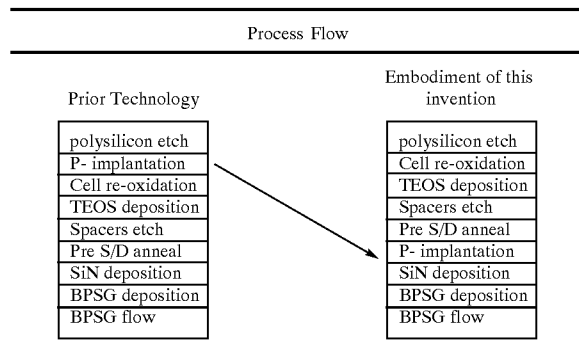 Process Flow
Prior Technology
polysilicon etch
P- implantation
Cell re-oxidation
TEOS deposition
Spacers etch
Pre S/D anneal
SiN deposition
BPSG deposition
BPSG flow
Embodiment of this
invention
polysilicon etch
Cell re-oxidation
TEOS deposition
Spacers etch
Pre S/D anneal
P- implantation
SiN deposition
BPSG deposition
BPSG flow